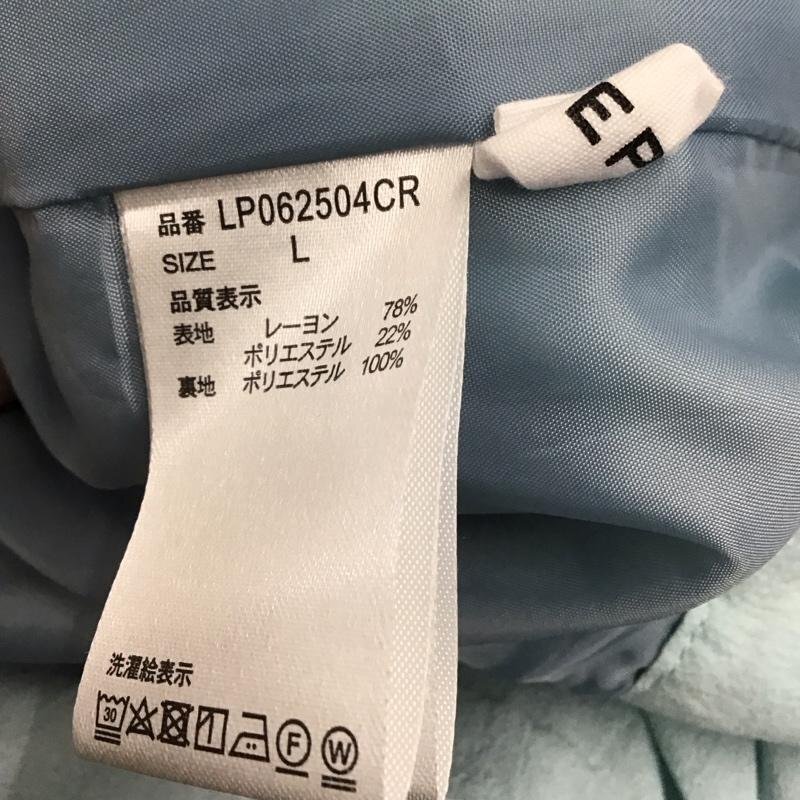 EP
品番 LP062504CR
SIZE L
品質表示
表地 レーヨン 78%
ポリエステル 22%
裏地 ポリエステル 100%
洗濯絵表示
30 F W